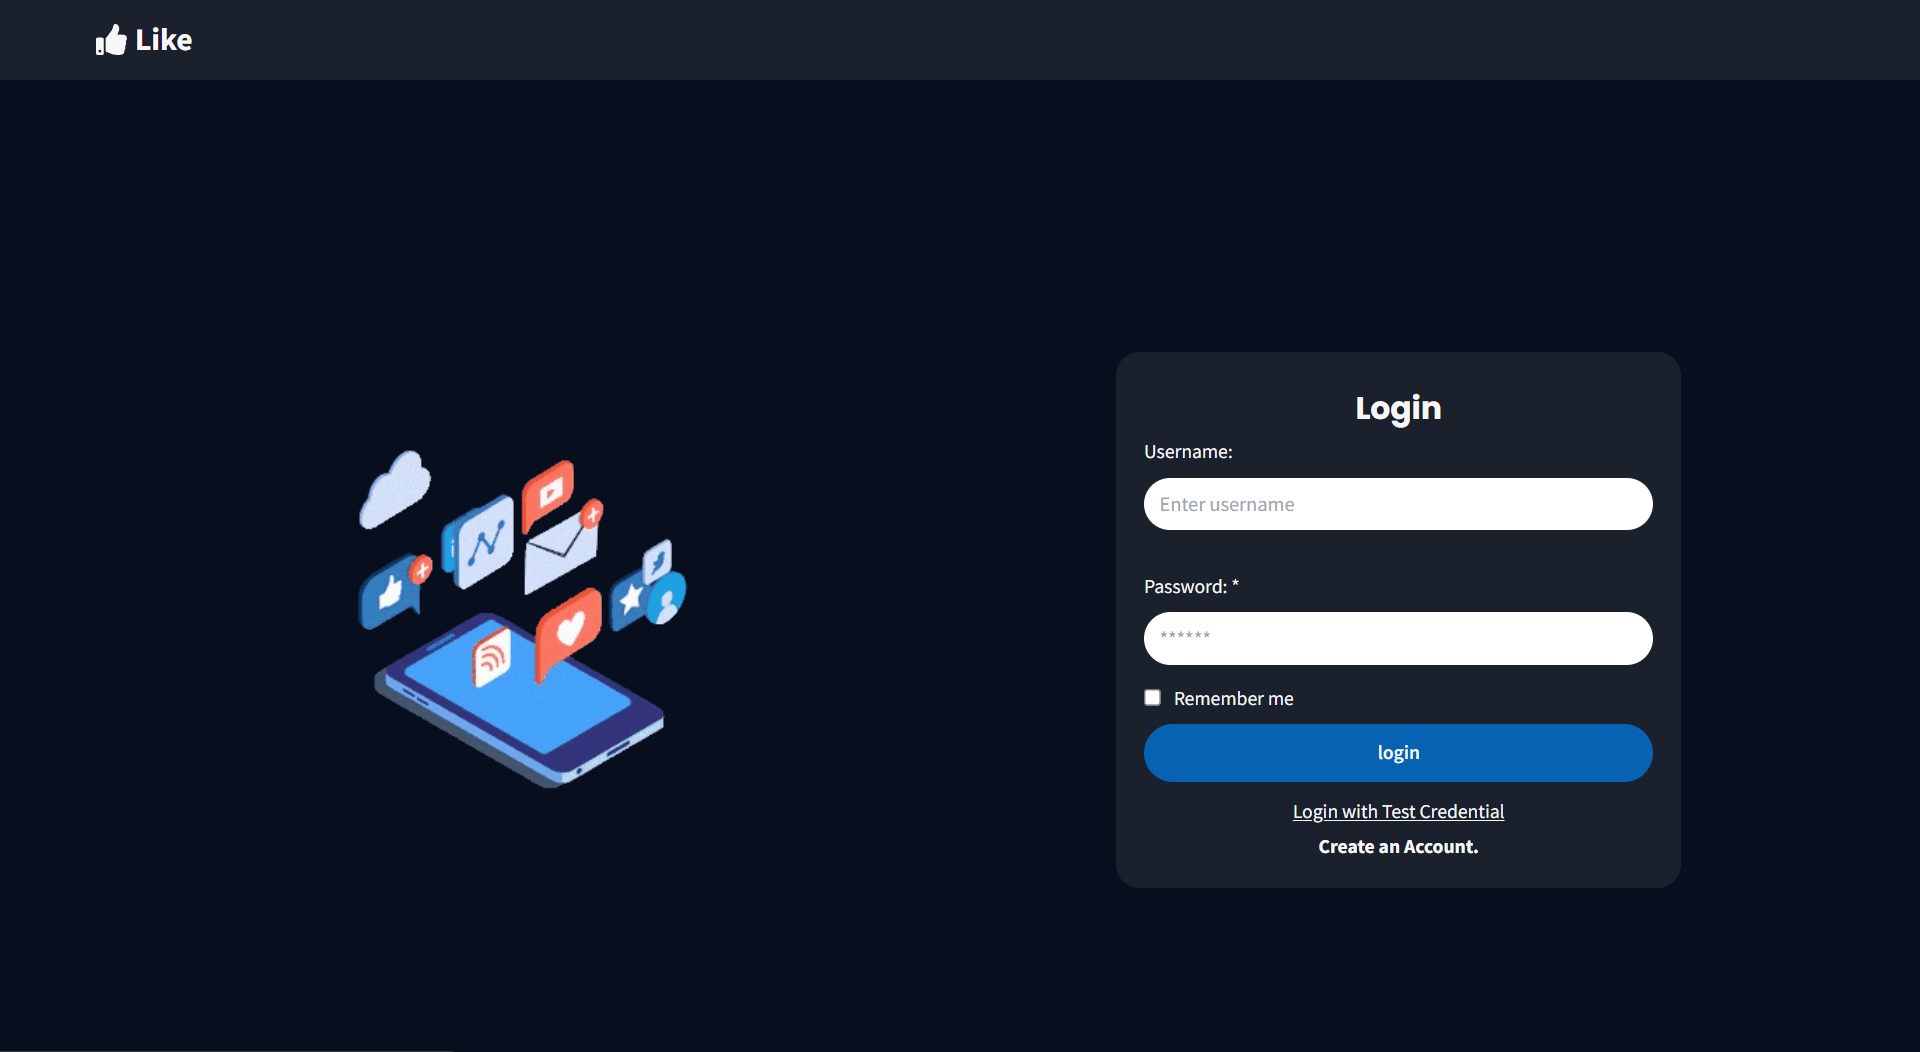 Like
Login
Username:
Enter username
Password: *
******
Remember me
login
Login with Test Credential
Create an Account.